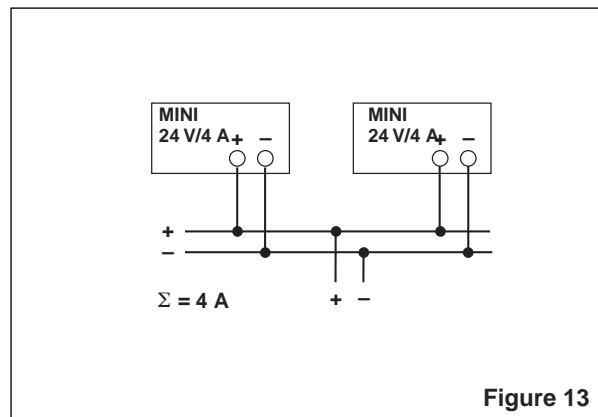 MINI
24 V/4 A + −
MINI
24 V/4 A + −
+
−
Σ = 4 A
+ −
Figure 13